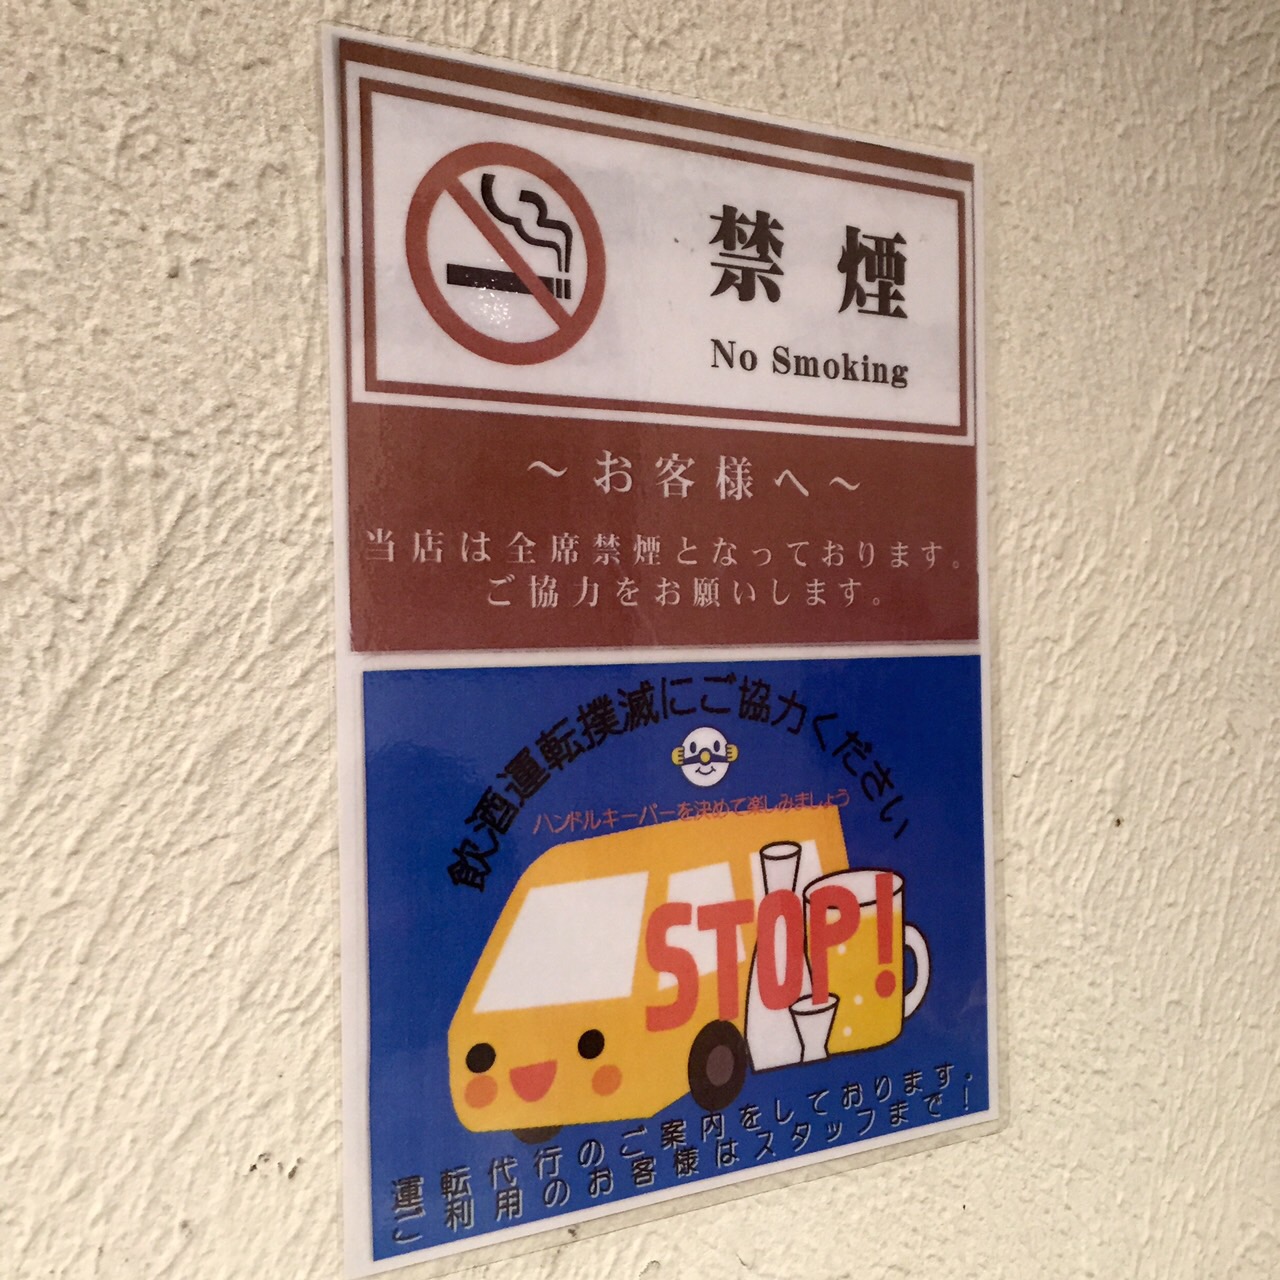 禁煙
No Smoking
～お客様へ～
当店は全席禁煙となっております。
ご協力をお願いします。
飲酒運転撲滅にご協力ください
ハンドルキーパーを決めて楽しみましょう
STOP!
運転代行のご案内をしております。
ご利用のお客様はスタッフまで！